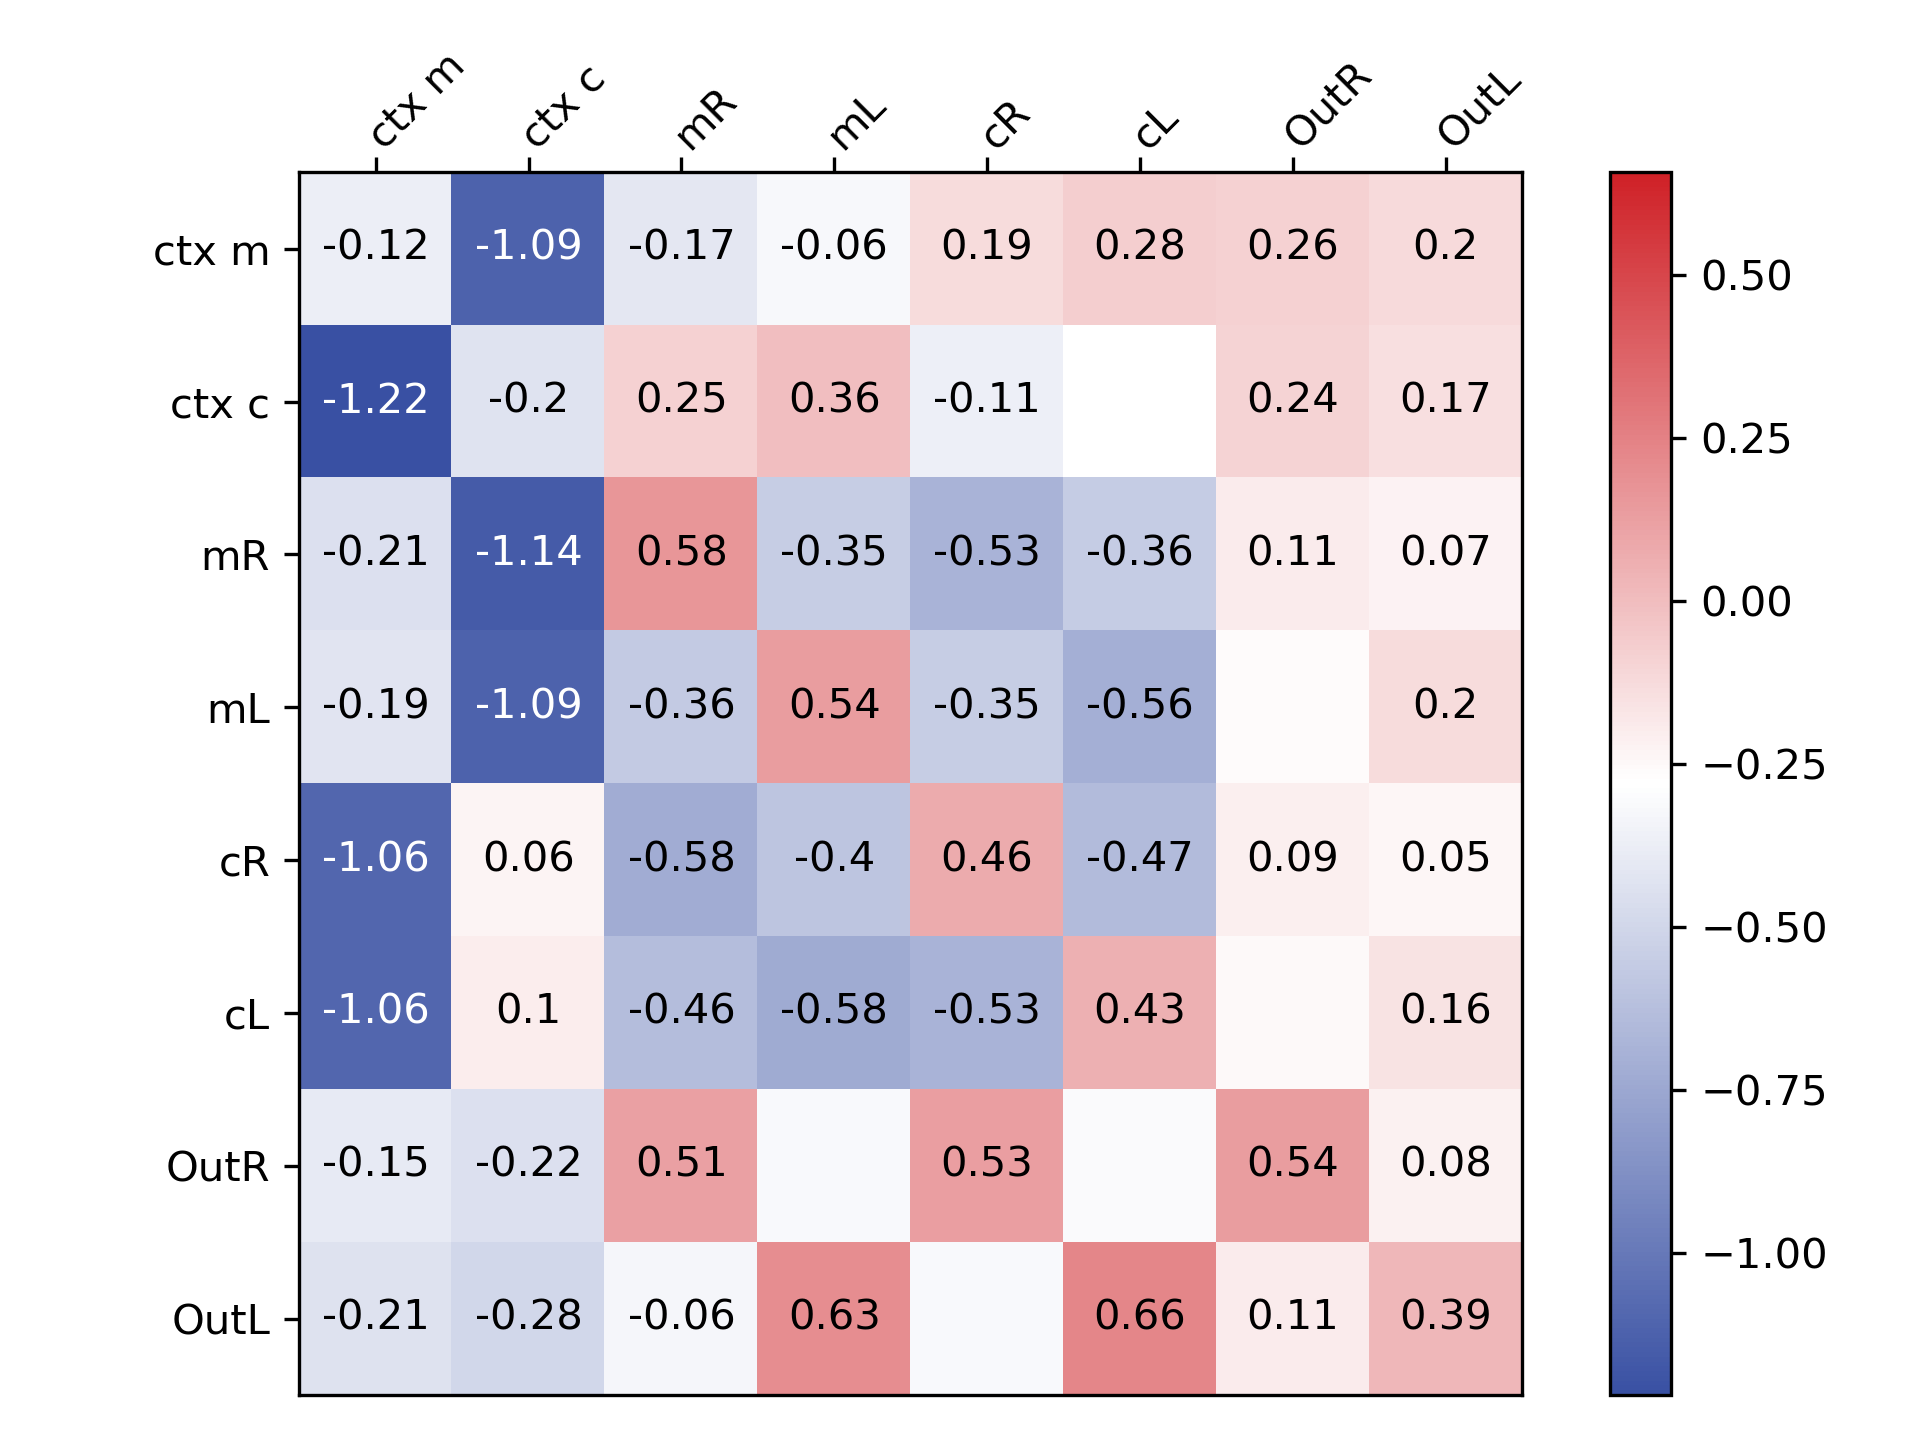 ctx m ctx c mR mL cR cL OutR OutL
ctx m -0.12 -1.09 -0.17 -0.06 0.19 0.28 0.26 0.2
ctx c -1.22 -0.2 0.25 0.36 -0.11 0.24 0.17
mR -0.21 -1.14 0.58 -0.35 -0.53 -0.36 0.11 0.07
mL -0.19 -1.09 -0.36 0.54 -0.35 -0.56 0.2
cR -1.06 0.06 -0.58 -0.4 0.46 -0.47 0.09 0.05
cL -1.06 0.1 -0.46 -0.58 -0.53 0.43 0.16
OutR -0.15 -0.22 0.51 0.53 0.54 0.08
OutL -0.21 -0.28 -0.06 0.63 0.66 0.11 0.39
0.50
0.25
0.00
−0.25
−0.50
−0.75
−1.00